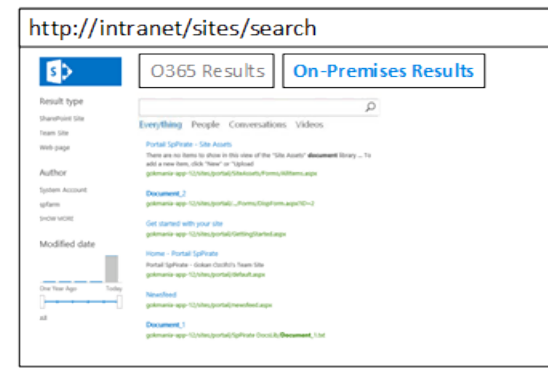 http://intranet/sites/search
O365 Results
On-Premises Results
S
Result type
SharePoint Site
Team Site
Web page
Author
System Account
spfarm
SHOW MORE
Modified date
One Year Ago
Today
all
Everything People Conversations Videos
Portal SpPirate - Site Assets
There are no items to show in this view of the "Site Assets" document library ... To
add a new item, click "New" or "Upload
gokmania-app-12/sites/portal/SiteAssets/Forms/AllItems.aspx
Document_2
gokmania-app-12/sites/portal/.../Forms/DispForm.aspx?ID=2
Get started with your site
gokmania-app-12/sites/portal/GettingStarted.aspx
Home - Portal SpPirate
Portal SpPirate - Gokan Ozcifci's Team Site
gokmania-app-12/sites/portal/default.aspx
Newsfeed
gokmania-app-12/sites/portal/newsfeed.aspx
Document_1
gokmania-app-12/sites/portal/SpPirate DocsLib/Document_1.txt